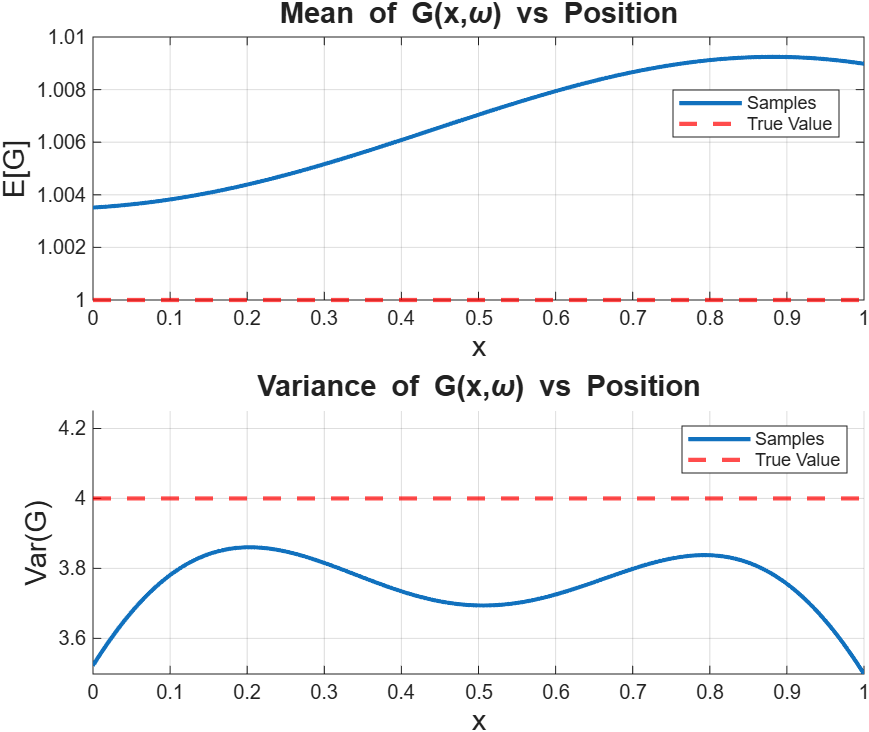 Mean of G(x,ω) vs Position
E[G]
1.01
1.008
1.006
1.004
1.002
1
Samples
True Value
0 0.1 0.2 0.3 0.4 0.5 0.6 0.7 0.8 0.9 1
x
Variance of G(x,ω) vs Position
Var(G)
4.2
4
3.8
3.6
Samples
True Value
0 0.1 0.2 0.3 0.4 0.5 0.6 0.7 0.8 0.9 1
x